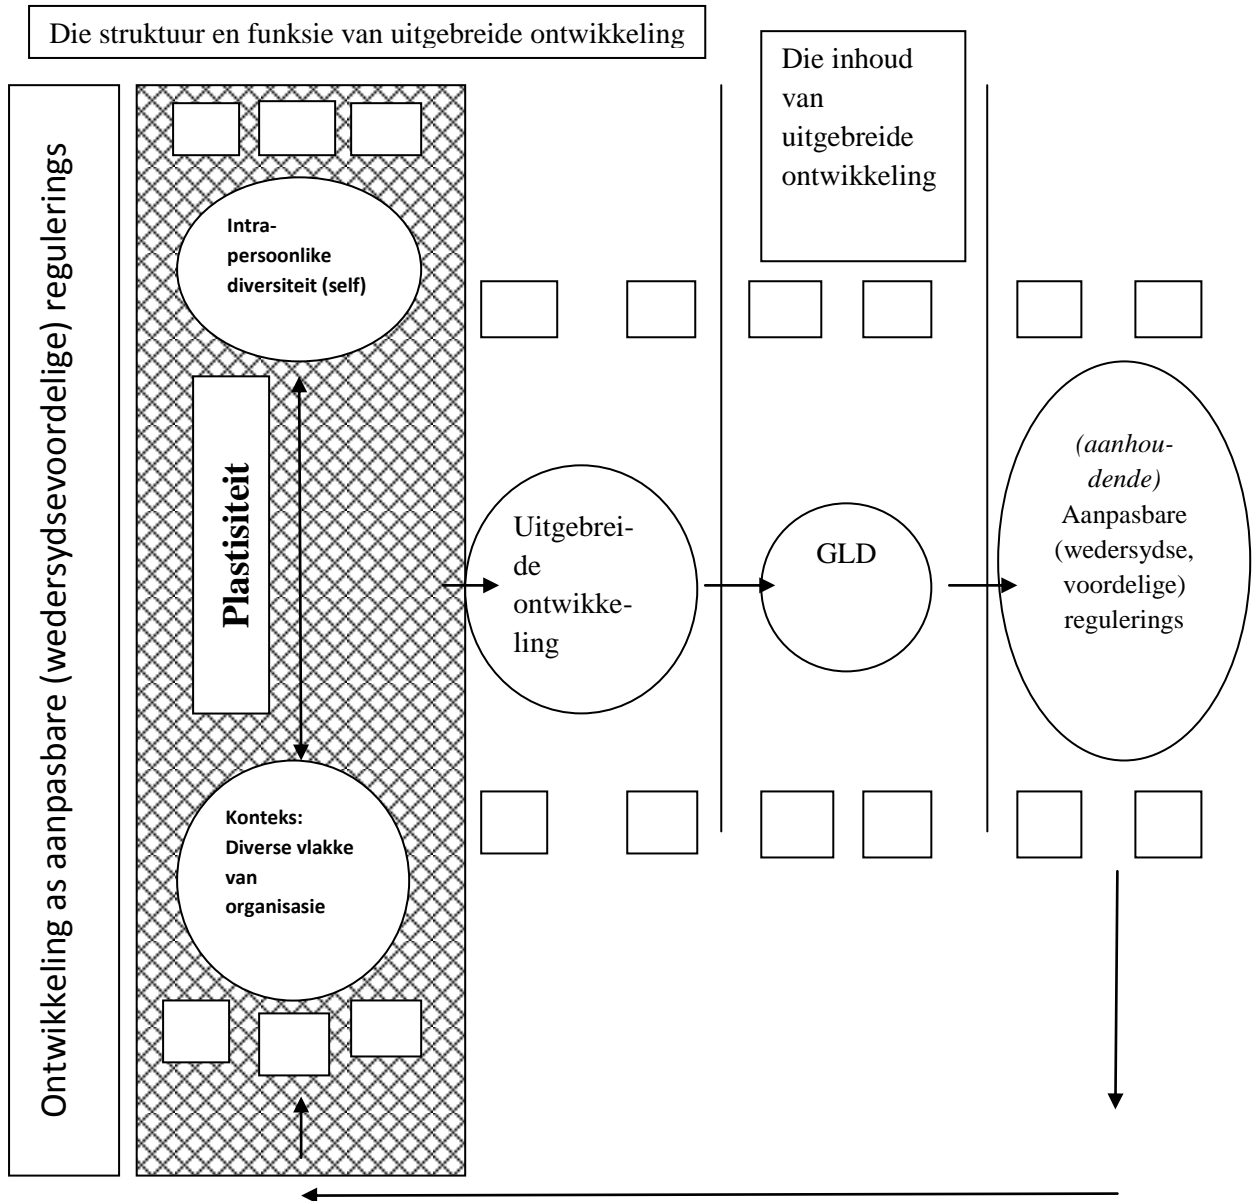 Die struktuur en funksie van uitgebreide ontwikkeling
Die inhoud
van
uitgebreide
ontwikkeling
Ontwikkeling as aanpasbare (wedersydsevoordelige) regulerings
Intra-
persoonlike
diversiteit (self)
Plastisiteit
Konteks:
Diverse vlakke
van
organisasie
Uitgebrei-
de
ontwikke-
ling
GLD
(aanhou-
dende)
Aanpasbare
(wedersydse,
voordelige)
regulerings